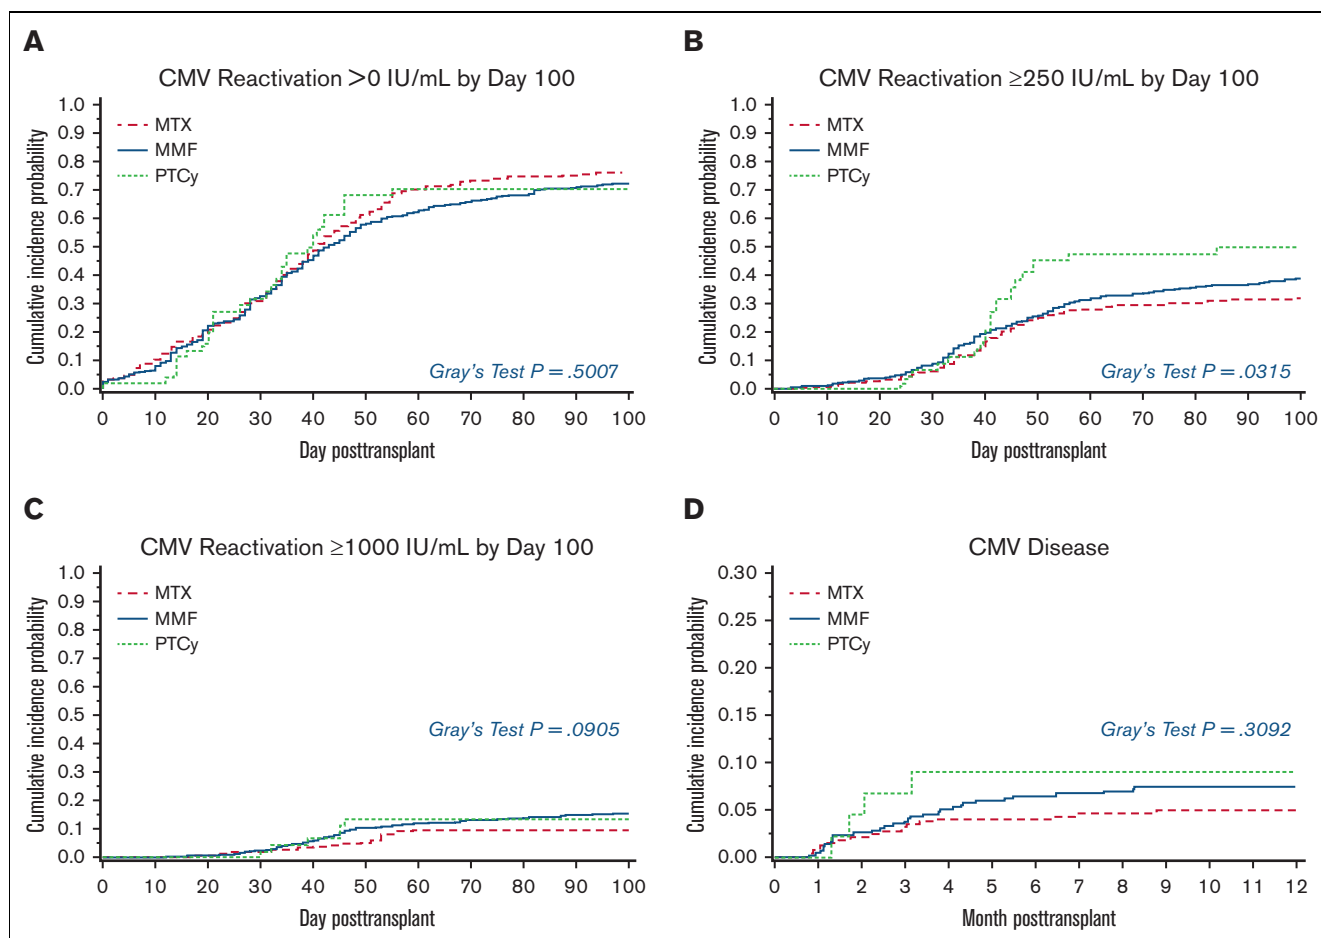 A
CMV Reactivation >0 IU/mL by Day 100
Cumulative incidence probability
1.0
0.9
0.8
0.7
0.6
0.5
0.4
0.3
0.2
0.1
0.0
MTX
MMF
PTCy
Gray's Test P = .5007
0 10 20 30 40 50 60 70 80 90 100
Day posttransplant
B
CMV Reactivation ≥250 IU/mL by Day 100
Cumulative incidence probability
1.0
0.9
0.8
0.7
0.6
0.5
0.4
0.3
0.2
0.1
0.0
MTX
MMF
PTCy
Gray's Test P = .0315
0 10 20 30 40 50 60 70 80 90 100
Day posttransplant
C
CMV Reactivation ≥1000 IU/mL by Day 100
Cumulative incidence probability
1.0
0.9
0.8
0.7
0.6
0.5
0.4
0.3
0.2
0.1
0.0
MTX
MMF
PTCy
Gray's Test P = .0905
0 10 20 30 40 50 60 70 80 90 100
Day posttransplant
D
CMV Disease
Cumulative incidence probability
0.30
0.25
0.20
0.15
0.10
0.05
0.00
MTX
MMF
PTCy
Gray's Test P = .3092
0 1 2 3 4 5 6 7 8 9 10 11 12
Month posttransplant